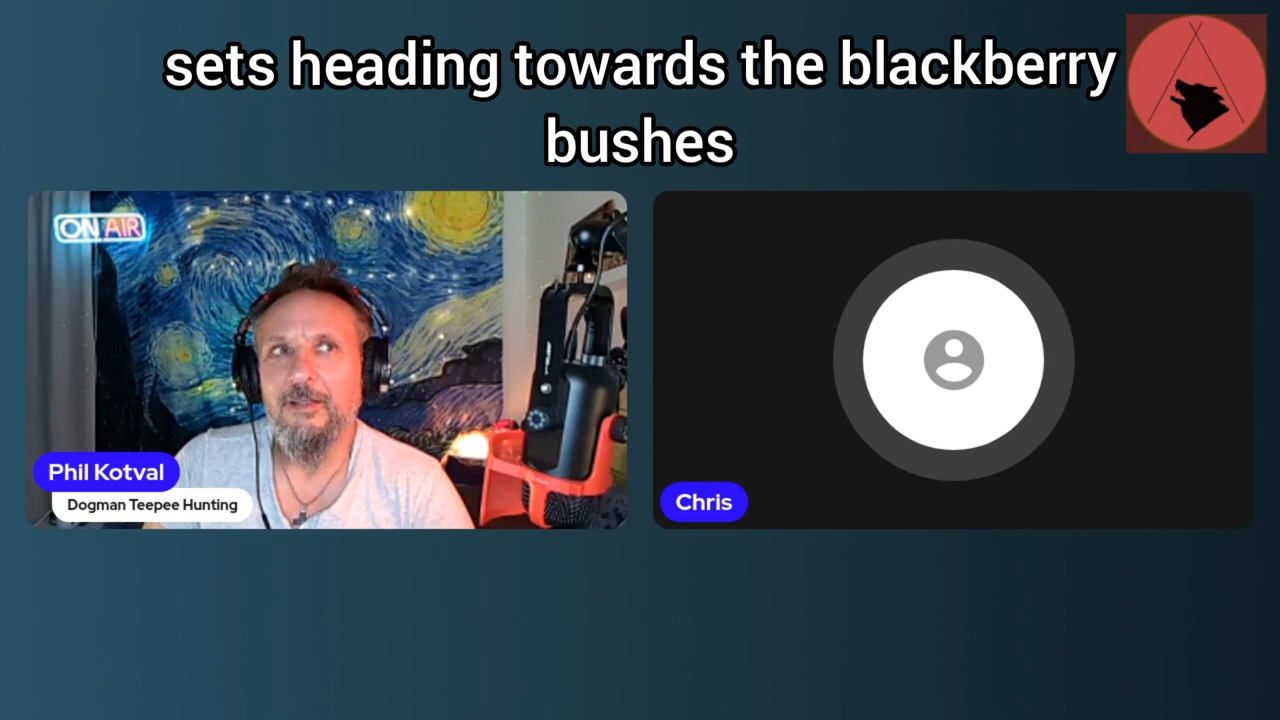 sets heading towards the blackberry
bushes
ON AIR
Phil Kotval
Dogman Teepee Hunting
Chris